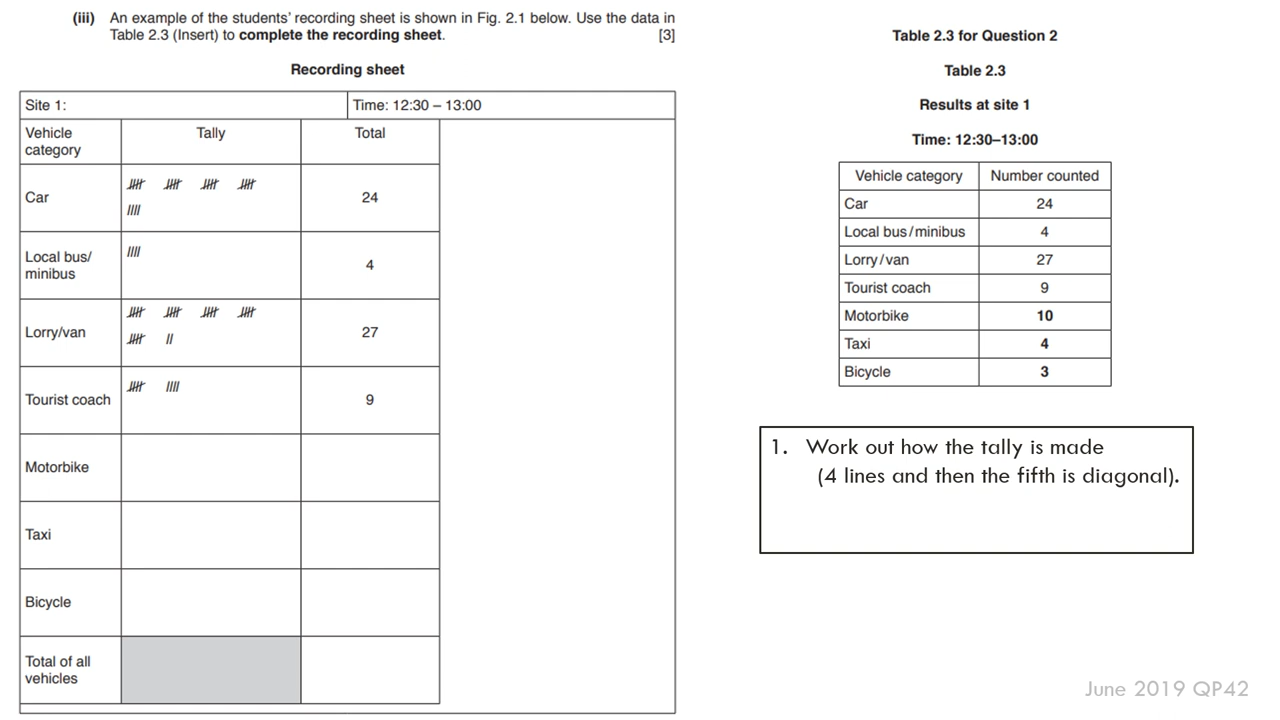 (iii) An example of the students' recording sheet is shown in Fig. 2.1 below. Use the data in
Table 2.3 (Insert) to complete the recording sheet. [3]
Recording sheet
Site 1: Time: 12:30 – 13:00
Vehicle category Tally Total
Car 24
Local bus/ minibus 4
Lorry/van 27
Tourist coach 9
Motorbike
Taxi
Bicycle
Total of all vehicles
Table 2.3 for Question 2
Table 2.3
Results at site 1
Time: 12:30–13:00
Vehicle category Number counted
Car 24
Local bus/minibus 4
Lorry/van 27
Tourist coach 9
Motorbike 10
Taxi 4
Bicycle 3
1. Work out how the tally is made
(4 lines and then the fifth is diagonal).
June 2019 QP42